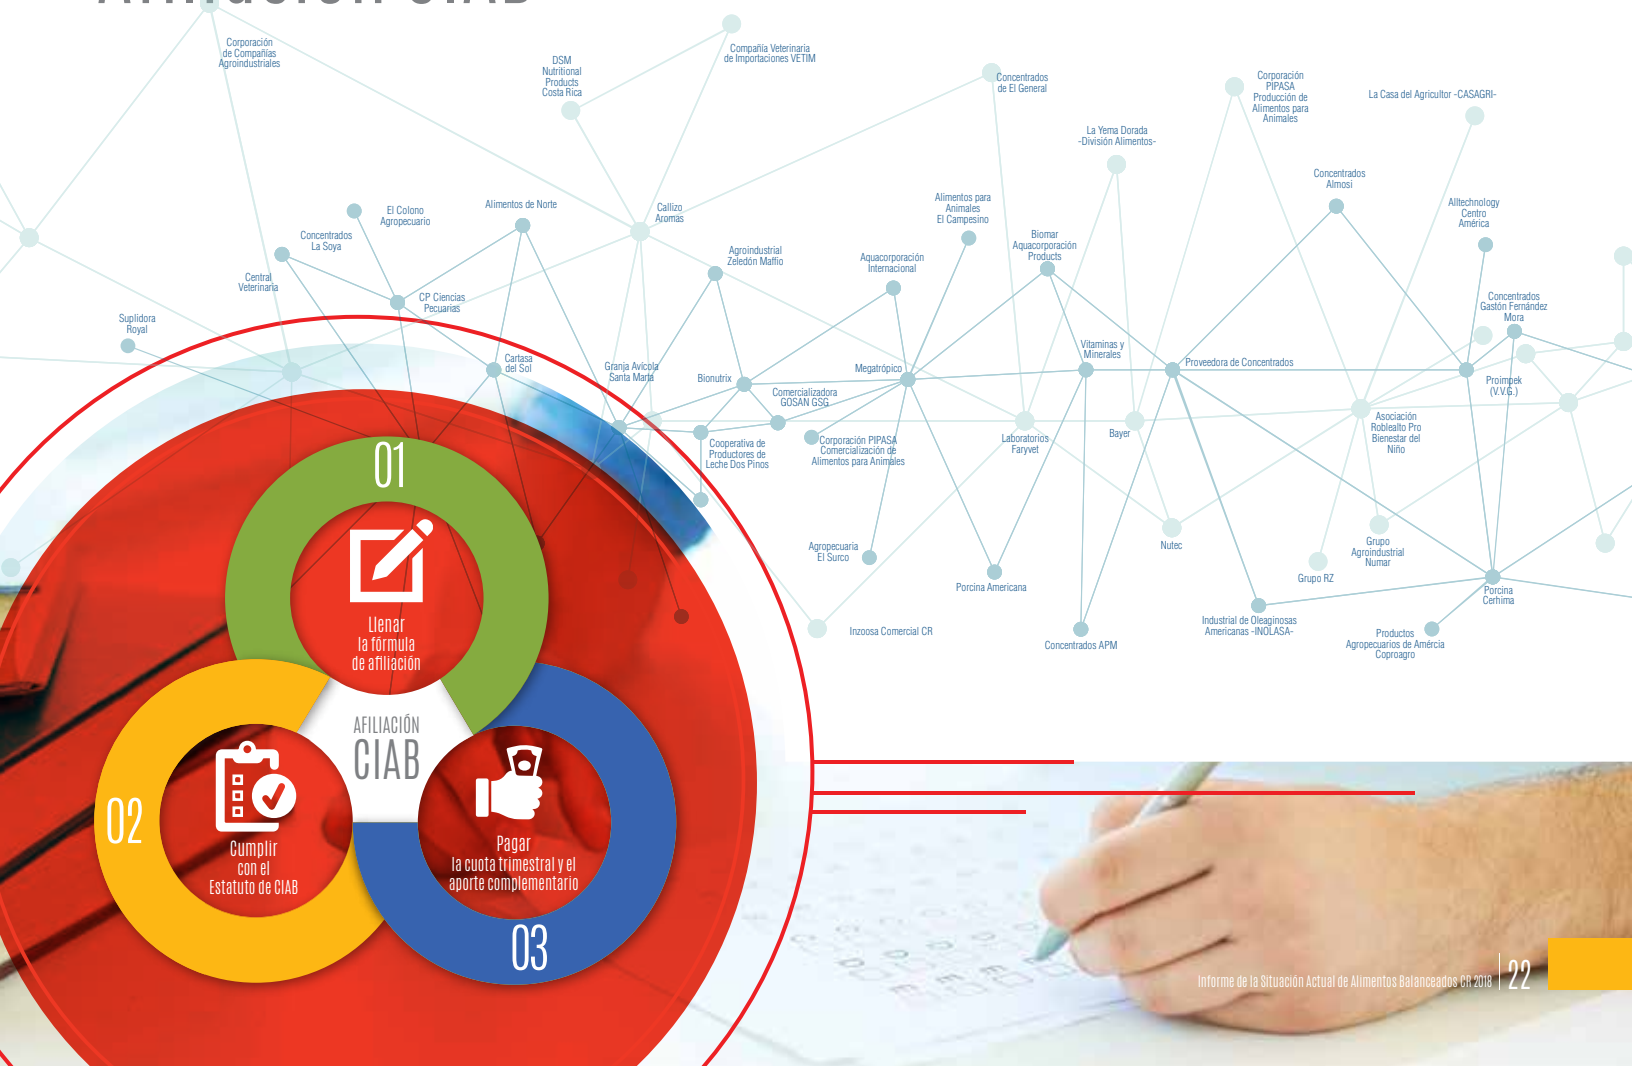 Corporación
de Compañías
Agroindustriales
DSM
Nutritional
Products
Costa Rica
Compañía Veterinaria
de Importaciones VETIM
Concentrados
de El General
Corporación
PIPASA
Producción de
Alimentos para
Animales
La Casa del Agricultor -CASAGRI-
La Yema Dorada
-División Alimentos-
Concentrados
Almosi
El Colono
Agropecuario
Alimentos de Norte
Callizo
Aromas
Alimentos para
Animales
El Campesino
Alltechnology
Centro
América
Concentrados
La Soya
Agroindustrial
Zeledón Maffio
Aquacorporación
Internacional
Biomar
Aquacorporación
Products
Central
Veterinaria
CP Ciencias
Pecuarias
Concentrados
Gastón Fernández
Mora
Suplidora
Royal
Cartasa
del Sol
Granja Avícola
Santa Marta
Bionutrix
Megatrópico
Vitaminas y
Minerales
Proveedora de Concentrados
Proimpek
(V.V.G.)
Comercializadora
GOSAN GSG
Cooperativa de
Productores de
Leche Dos Pinos
Corporación PIPASA
Comercialización de
Alimentos para Animales
Laboratorios
Faryvet
Bayer
Asociación
Roblealto Pro
Bienestar del
Niño
Agropecuaria
El Surco
Porcina Americana
Nutec
Grupo RZ
Grupo
Agroindustrial
Numar
Porcina
Cerhima
Inzoosa Comercial CR
Concentrados APM
Industrial de Oleaginosas
Americanas -INOLASA-
Productos
Agropecuarios de Amércia
Coproagro
01
Llenar
la fórmula
de afiliación
AFILIACIÓN
CIAB
02
Cumplir
con el
Estatuto de CIAB
Pagar
la cuota trimestral y el
aporte complementario
03
Informe de la Situación Actual de Alimentos Balanceados CR 2018
22